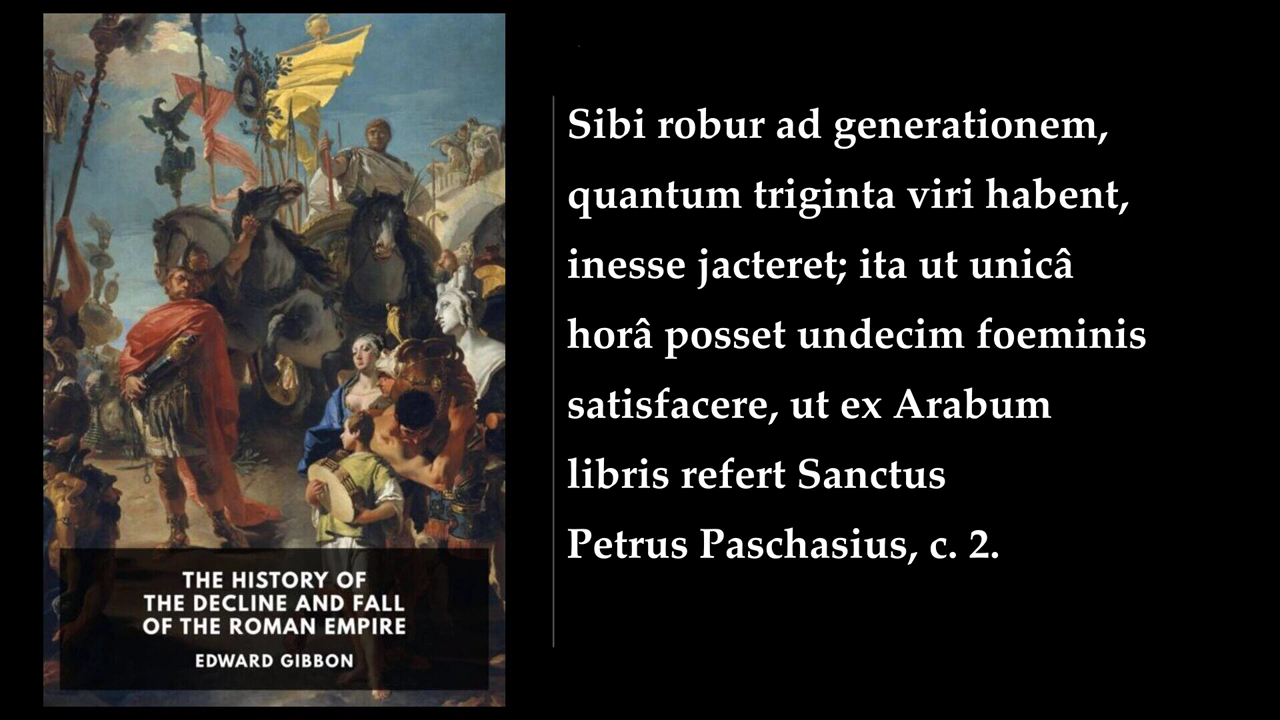 THE HISTORY OF
THE DECLINE AND FALL
OF THE ROMAN EMPIRE
EDWARD GIBBON
Sibi robur ad generationem,
quantum triginta viri habent,
inesse jacteret; ita ut unicâ
horâ posset undecim foeminis
satisfacere, ut ex Arabum
libris refert Sanctus
Petrus Paschasius, c. 2.